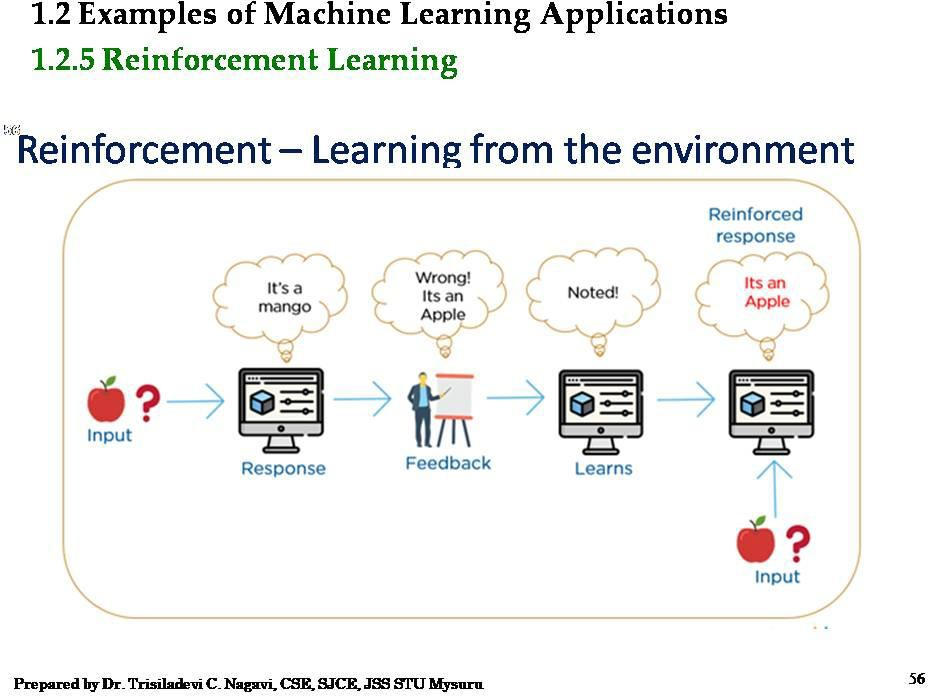 1.2 Examples of Machine Learning Applications
1.2.5 Reinforcement Learning
56
Reinforcement – Learning from the environment
Reinforced
response
It's a
mango
Wrong!
Its an
Apple
Noted!
Its an
Apple
?
Input
Response
Feedback
Learns
?
Input
Prepared by Dr. Trisiladevi C. Nagavi, CSE, SJCE, JSS STU Mysuru
56